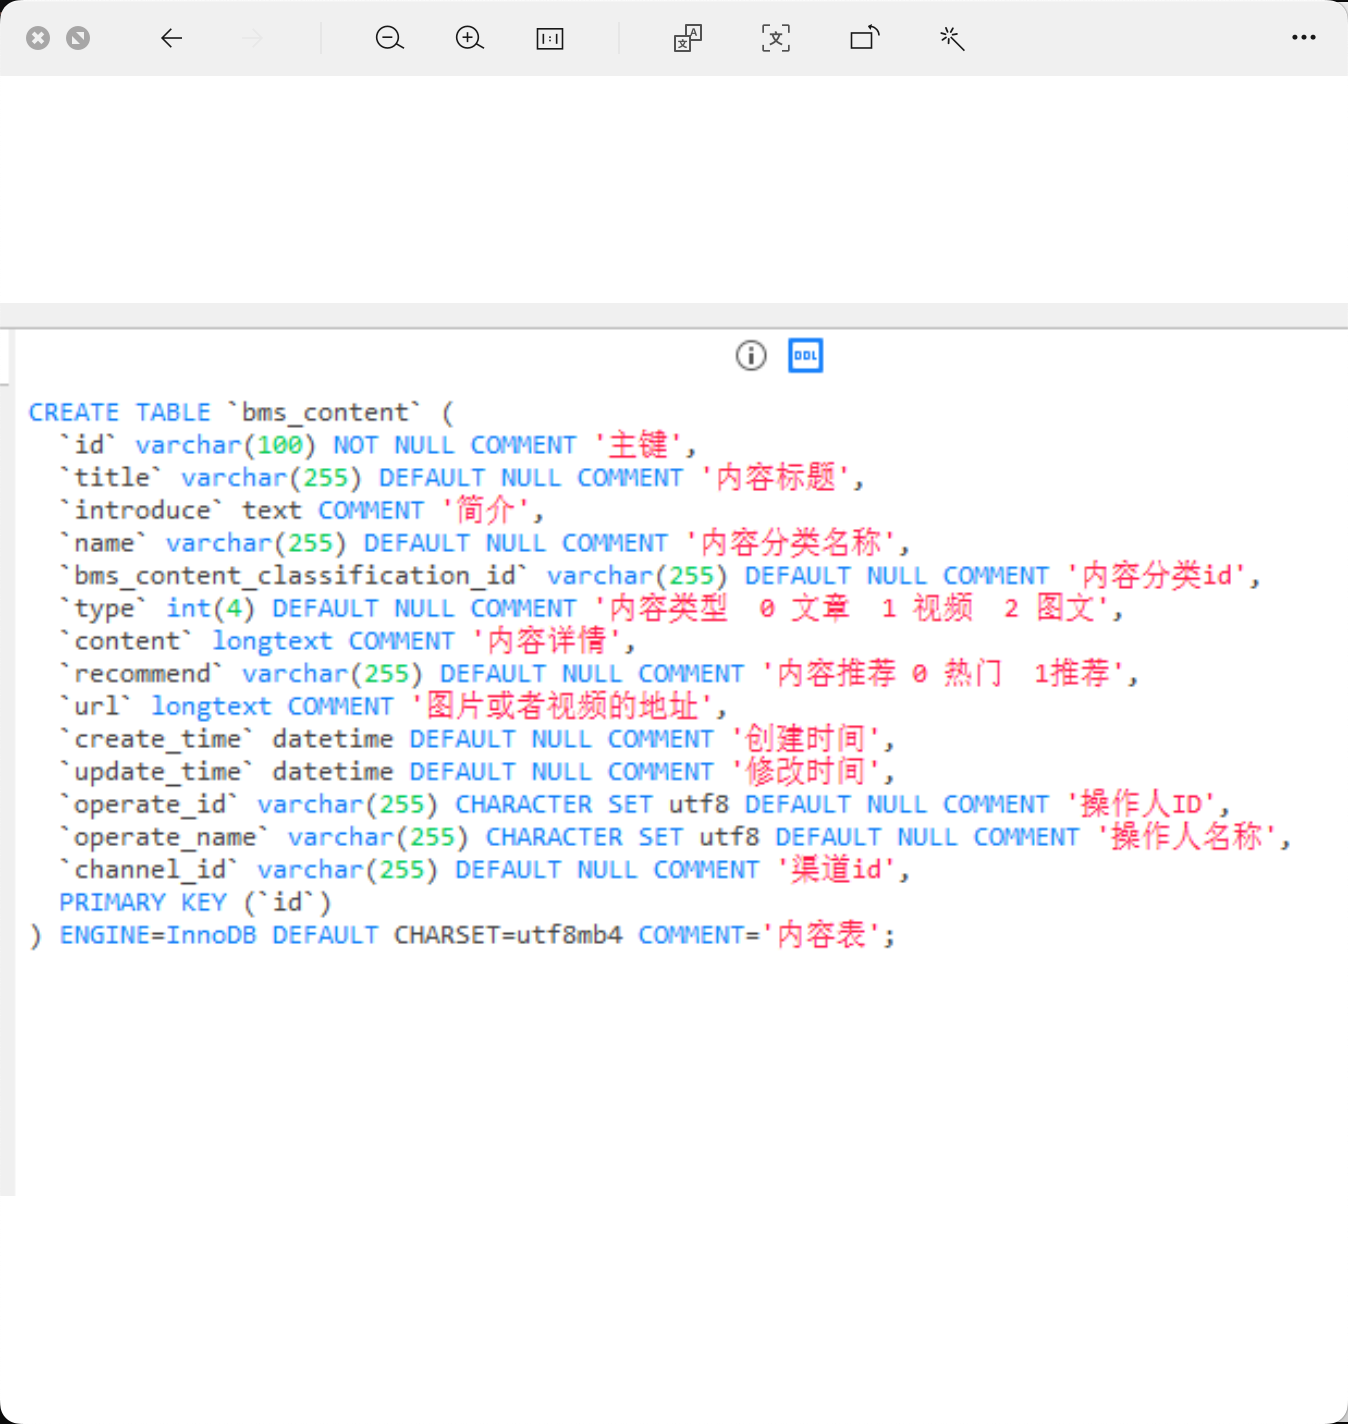 DDL
CREATE TABLE `bms_content` (
  `id` varchar(100) NOT NULL COMMENT '主键',
  `title` varchar(255) DEFAULT NULL COMMENT '内容标题',
  `introduce` text COMMENT '简介',
  `name` varchar(255) DEFAULT NULL COMMENT '内容分类名称',
  `bms_content_classification_id` varchar(255) DEFAULT NULL COMMENT '内容分类id',
  `type` int(4) DEFAULT NULL COMMENT '内容类型  0 文章  1 视频  2 图文',
  `content` longtext COMMENT '内容详情',
  `recommend` varchar(255) DEFAULT NULL COMMENT '内容推荐 0 热门  1推荐',
  `url` longtext COMMENT '图片或者视频的地址',
  `create_time` datetime DEFAULT NULL COMMENT '创建时间',
  `update_time` datetime DEFAULT NULL COMMENT '修改时间',
  `operate_id` varchar(255) CHARACTER SET utf8 DEFAULT NULL COMMENT '操作人ID',
  `operate_name` varchar(255) CHARACTER SET utf8 DEFAULT NULL COMMENT '操作人名称',
  `channel_id` varchar(255) DEFAULT NULL COMMENT '渠道id',
  PRIMARY KEY (`id`)
) ENGINE=InnoDB DEFAULT CHARSET=utf8mb4 COMMENT='内容表';